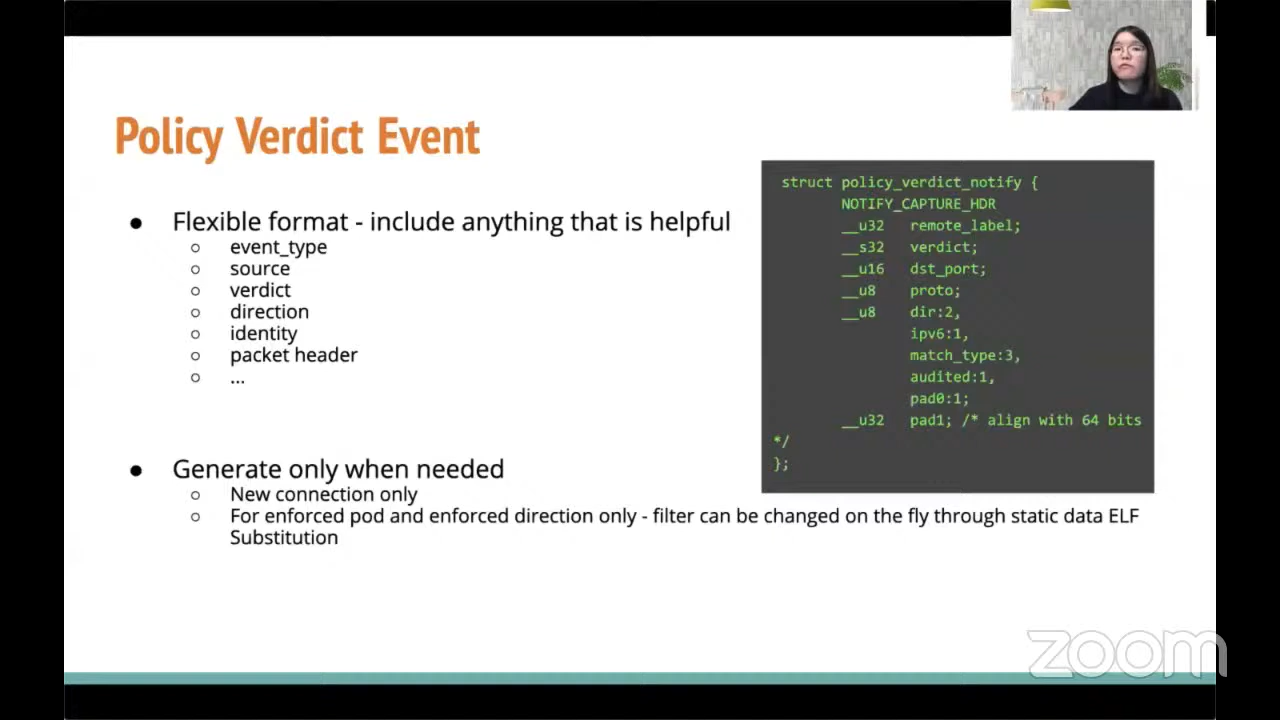 Policy Verdict Event
● Flexible format - include anything that is helpful
○ event_type
○ source
○ verdict
○ direction
○ identity
○ packet header
○ ...
● Generate only when needed
○ New connection only
○ For enforced pod and enforced direction only - filter can be changed on the fly through static data ELF
Substitution
struct policy_verdict_notify {
NOTIFY_CAPTURE_HDR
__u32 remote_label;
__s32 verdict;
__u16 dst_port;
__u8 proto;
__u8 dir:2,
ipv6:1,
match_type:3,
audited:1,
pad0:1;
__u32 pad1; /* align with 64 bits
*/
};
zoom